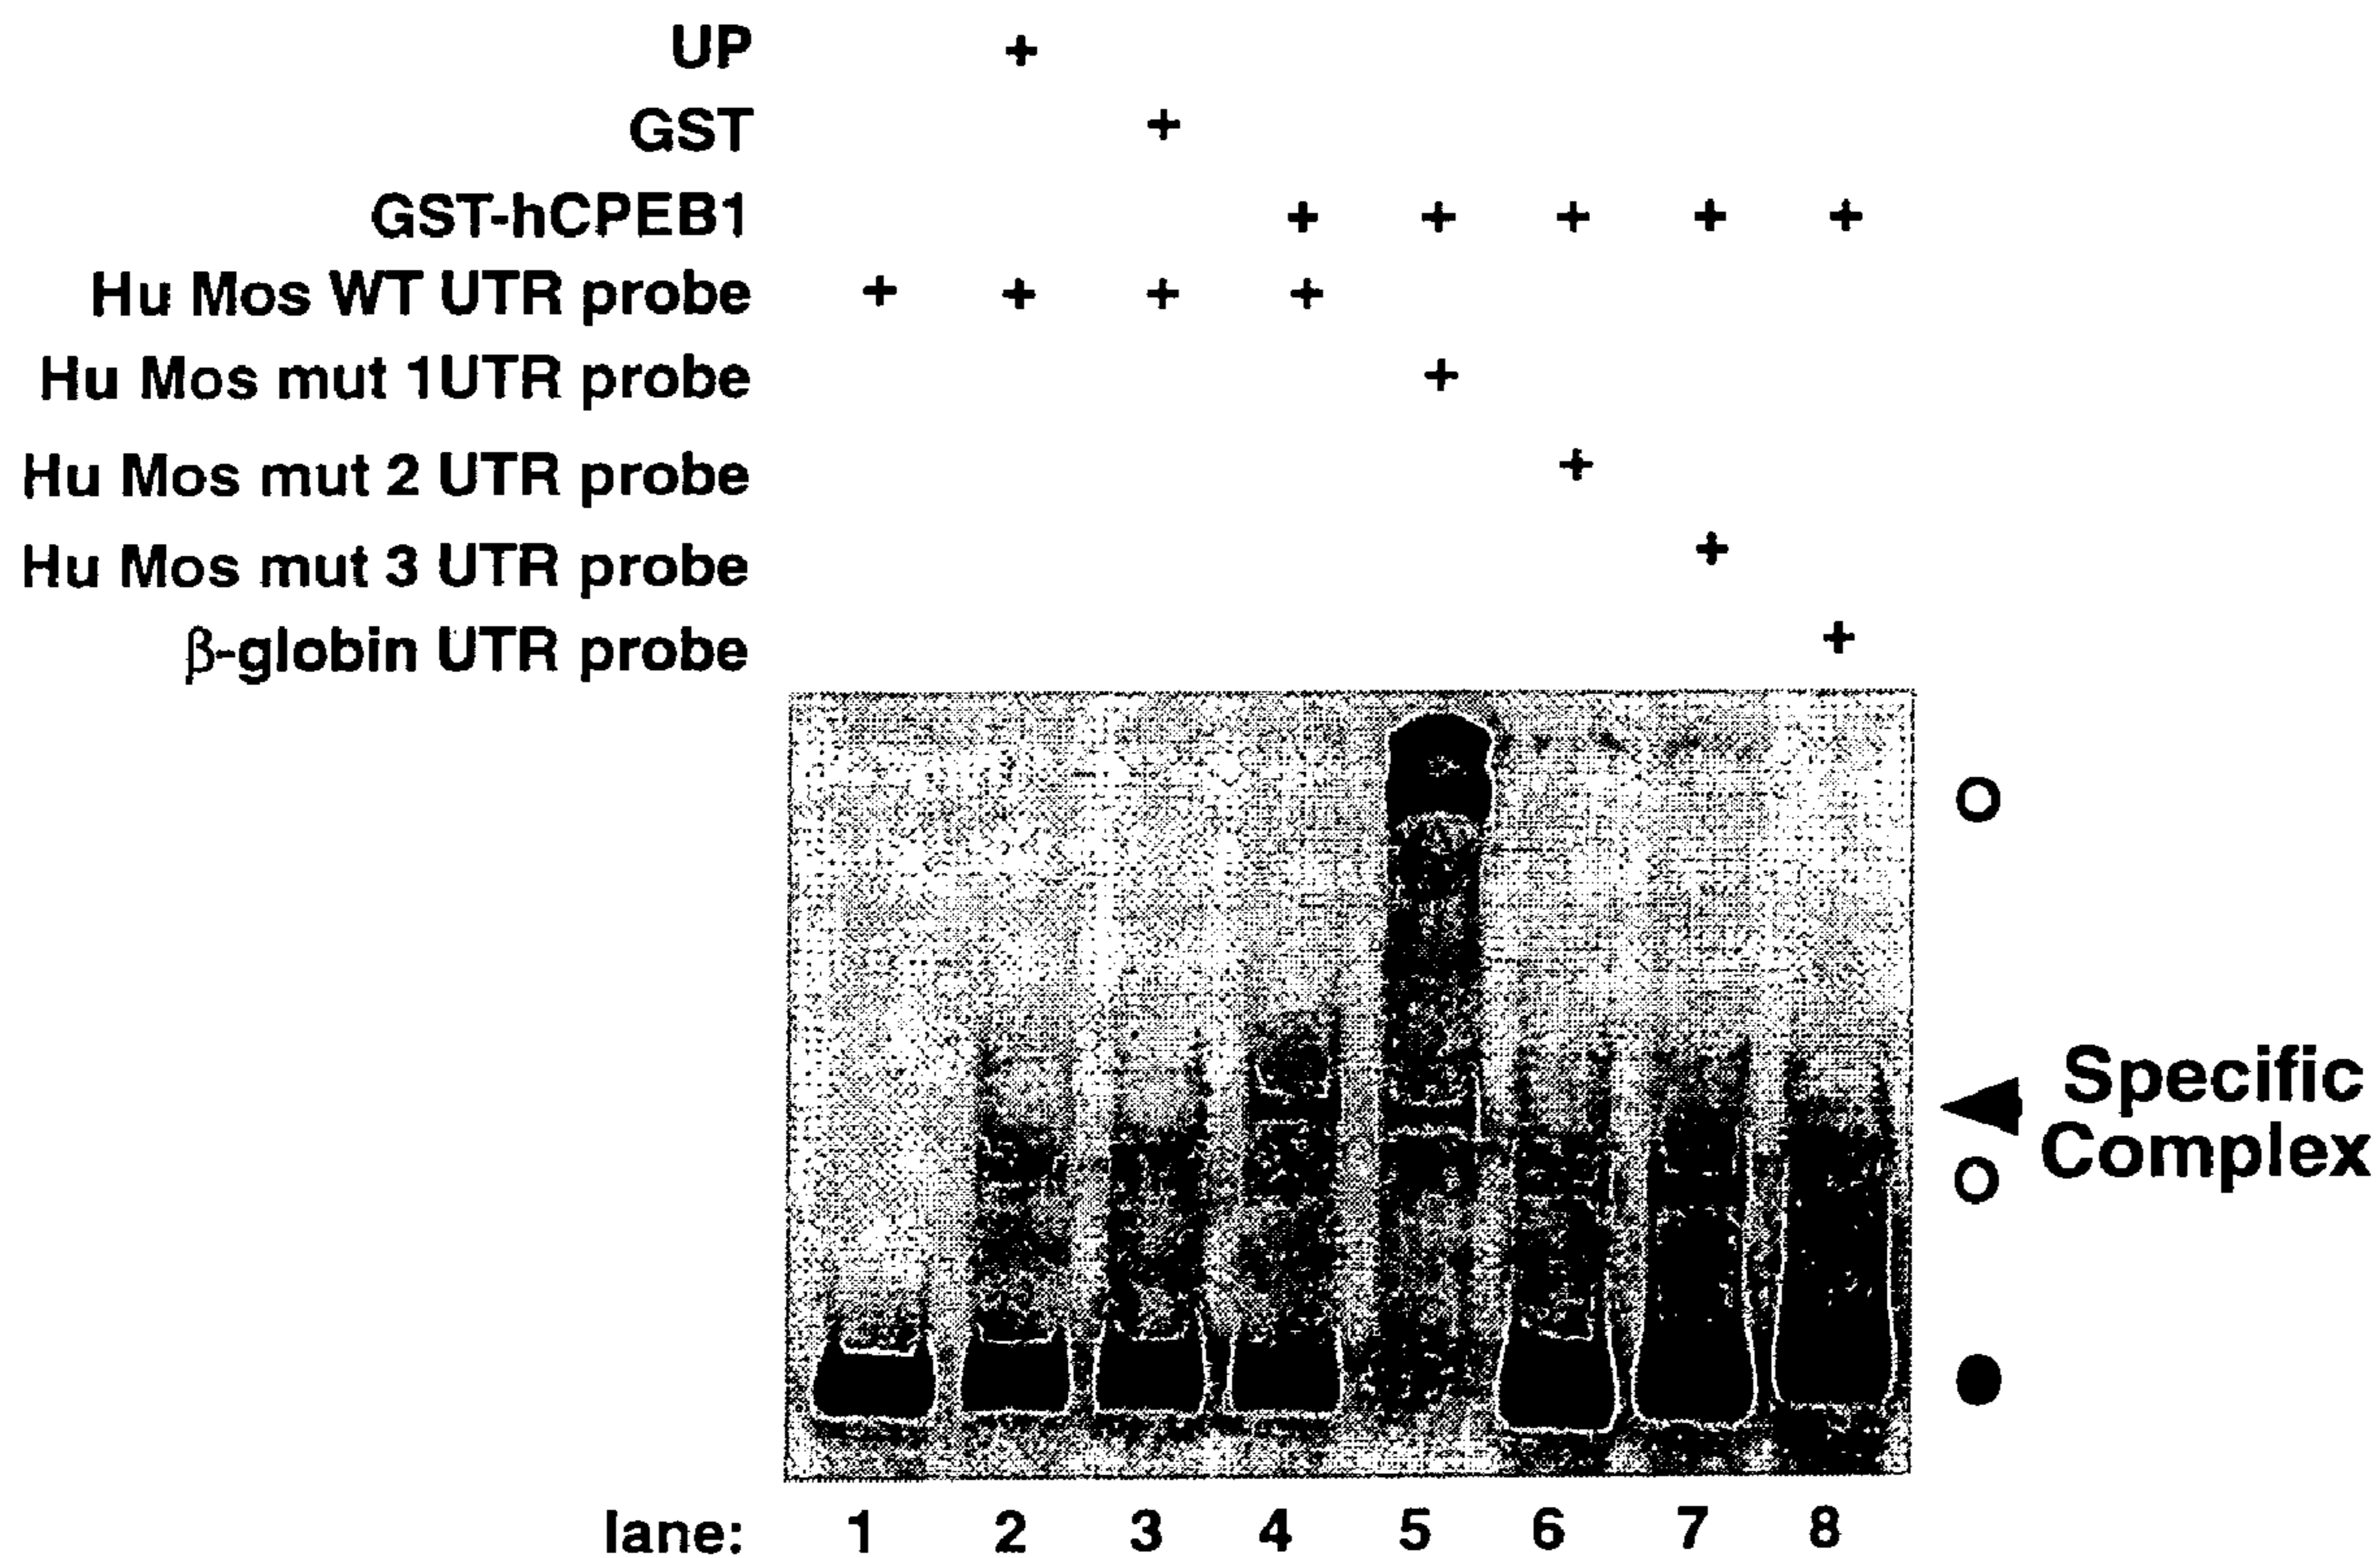 UP +
GST +
GST-hCPEB1 + + + + +
Hu Mos WT UTR probe + + + +
Hu Mos mut 1UTR probe +
Hu Mos mut 2 UTR probe +
Hu Mos mut 3 UTR probe +
β-globin UTR probe +
Specific
Complex
lane: 1 2 3 4 5 6 7 8